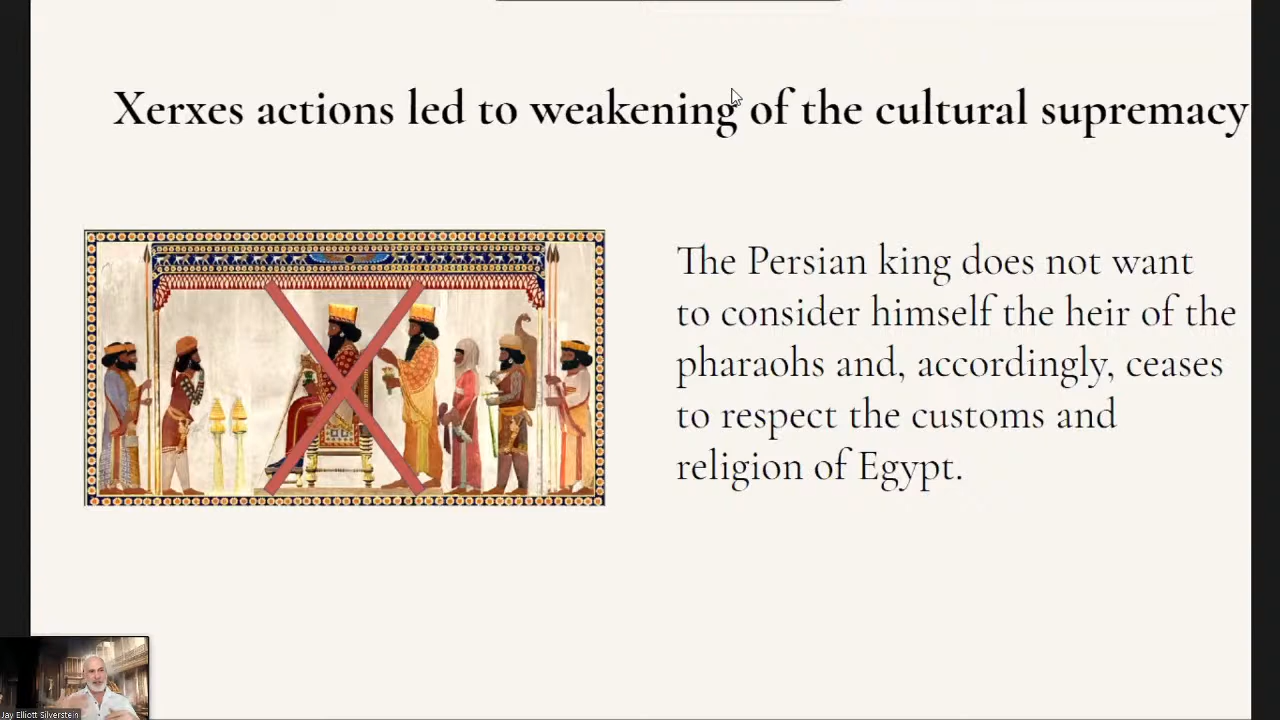 Xerxes actions led to weakening of the cultural supremacy
The Persian king does not want
to consider himself the heir of the
pharaohs and, accordingly, ceases
to respect the customs and
religion of Egypt.
Jay Elliott Silverstein